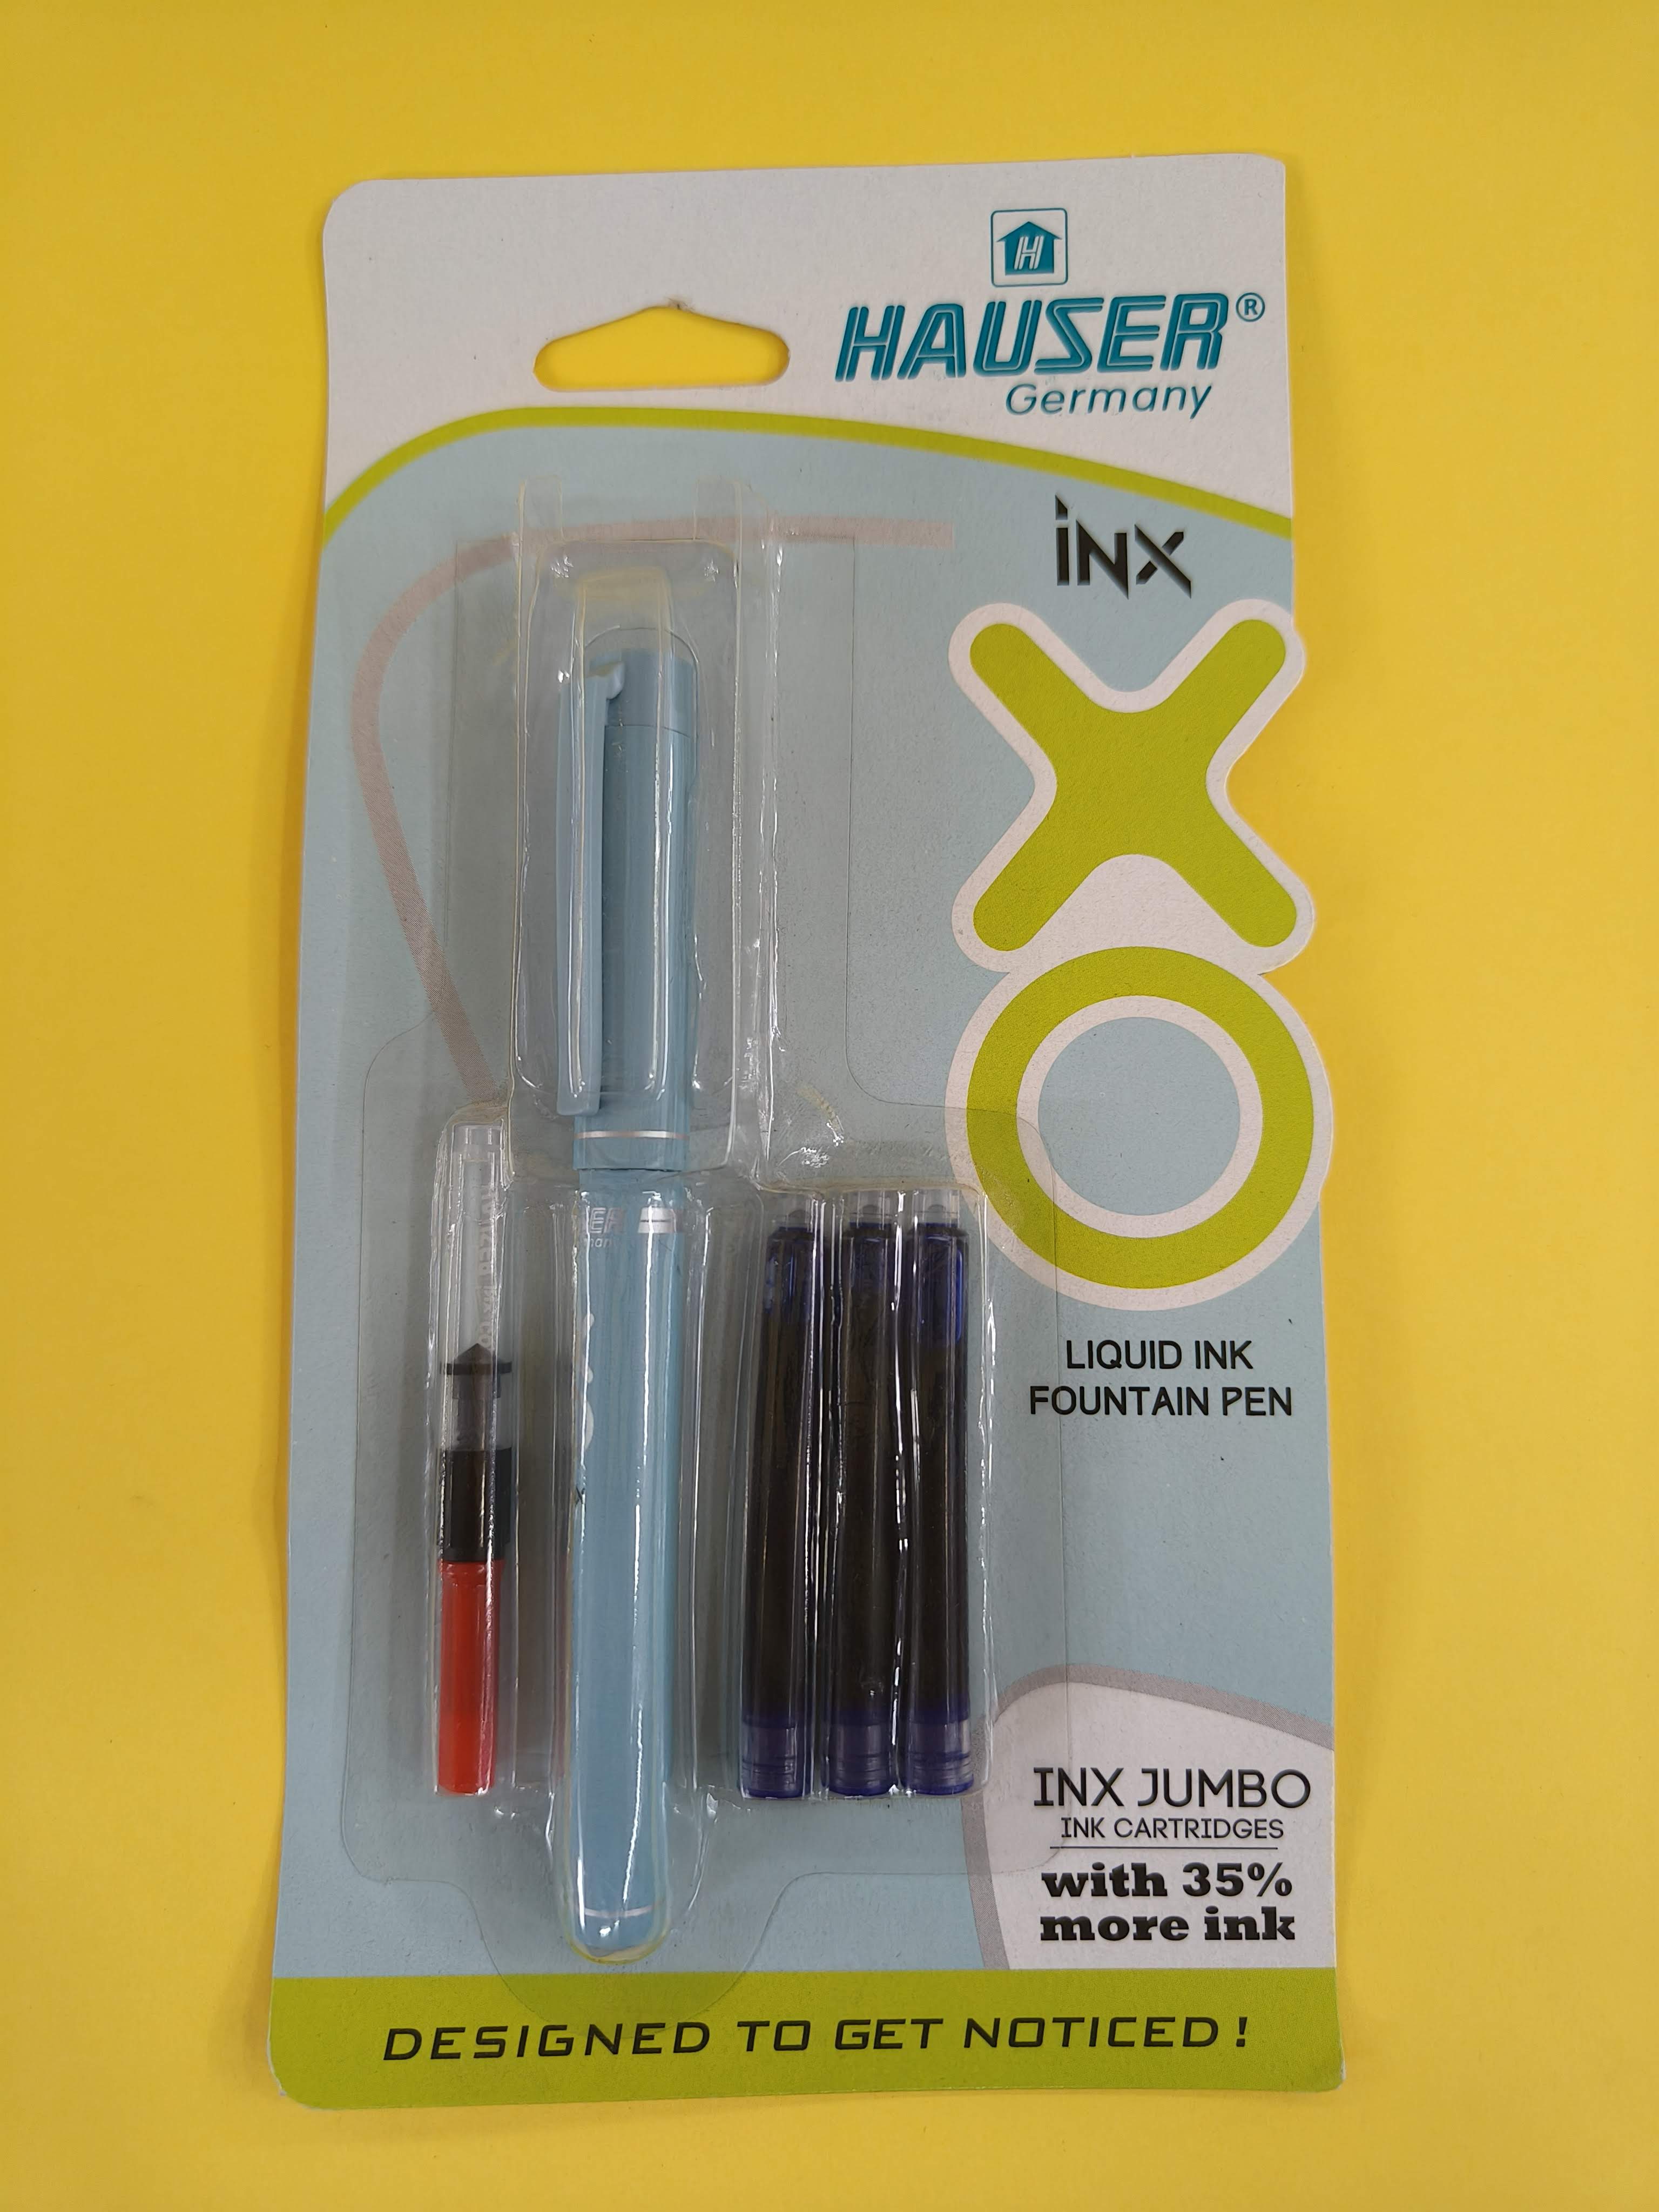 H
HAUSER®
Germany
iNX
XO
LIQUID INK
FOUNTAIN PEN
INX JUMBO
INK CARTRIDGES
with 35%
more ink
DESIGNED TO GET NOTICED!